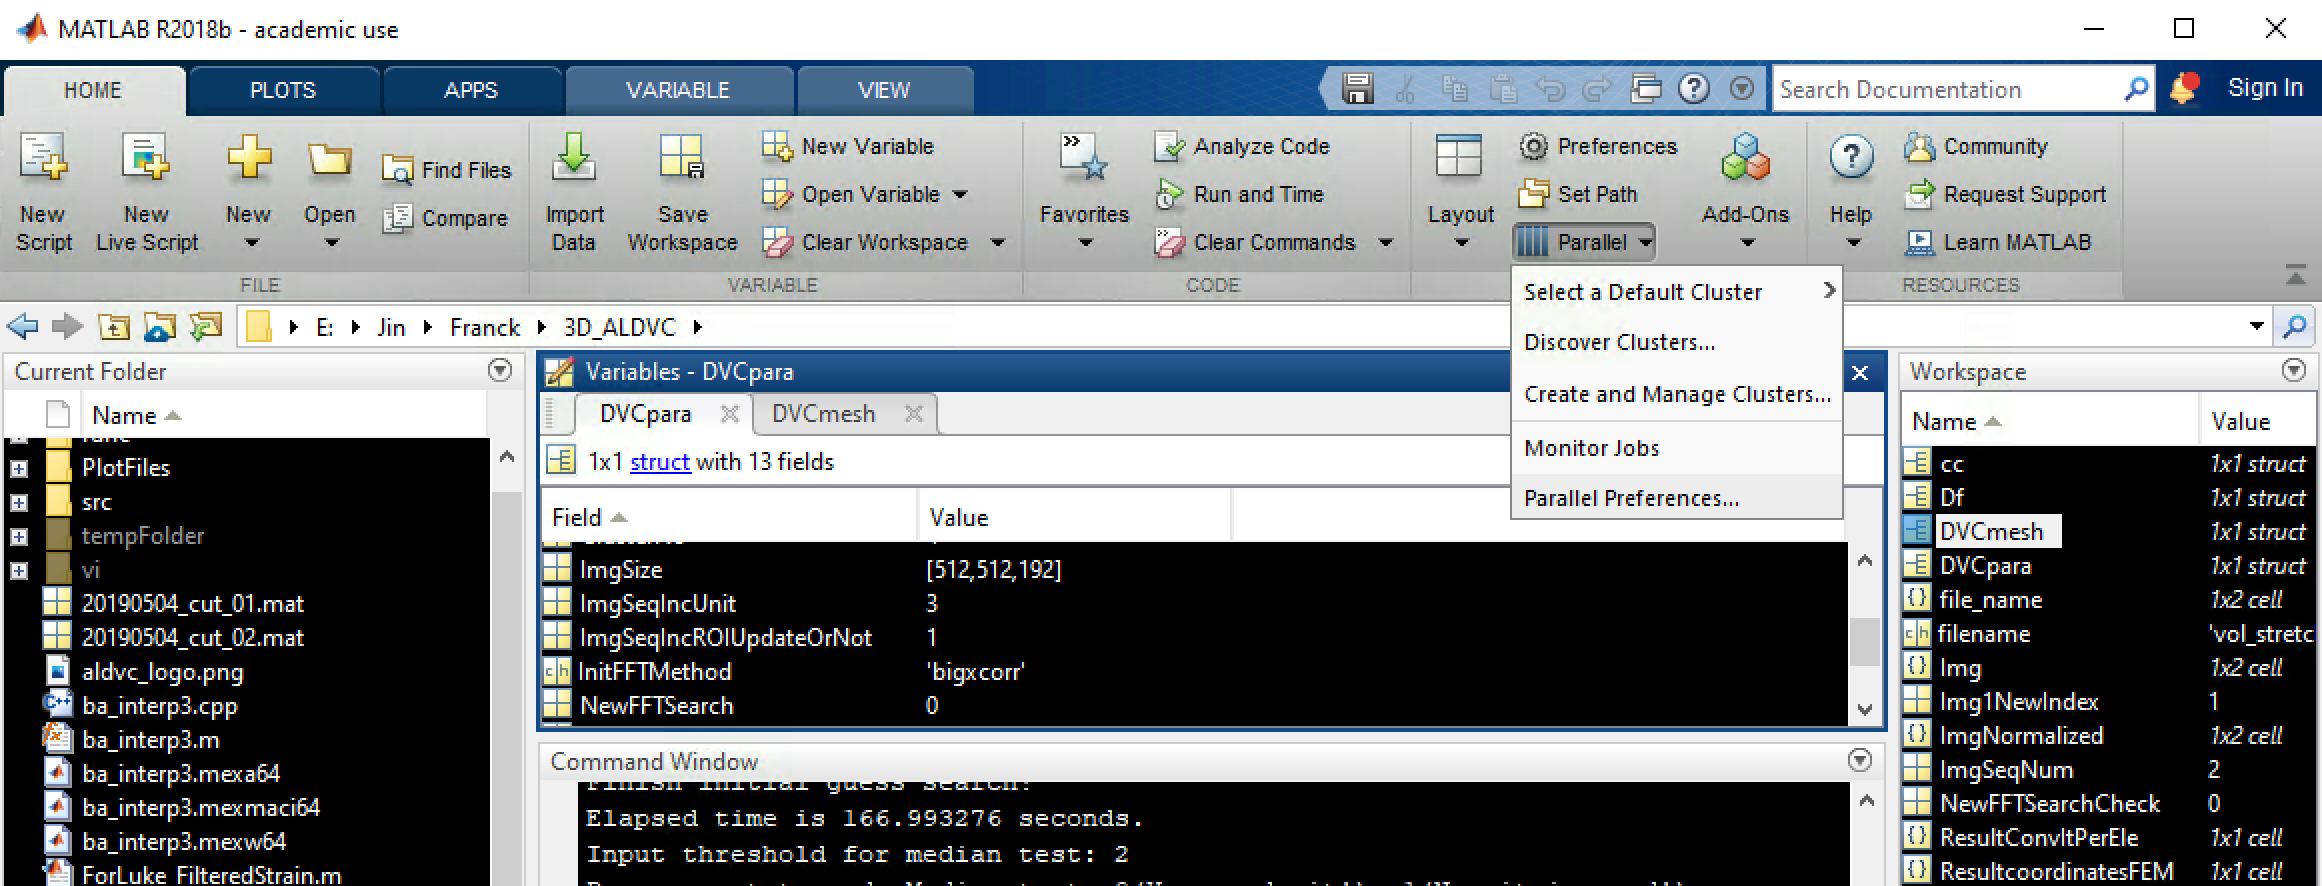 MATLAB R2018b - academic use
HOME PLOTS APPS VARIABLE VIEW Search Documentation Sign In
New Script New Live Script New Open Find Files Compare
FILE
Import Data Save Workspace New Variable Open Variable Clear Workspace
VARIABLE
Favorites Analyze Code Run and Time Clear Commands
CODE
Layout Preferences Set Path Parallel Add-Ons
Help Community Request Support Learn MATLAB
RESOURCES
Select a Default Cluster
Discover Clusters...
Create and Manage Clusters...
Monitor Jobs
Parallel Preferences...
E: Jin Franck 3D_ALDVC
Current Folder
Name
PlotFiles
src
tempFolder
vi
20190504_cut_01.mat
20190504_cut_02.mat
aldvc_logo.png
ba_interp3.cpp
ba_interp3.m
ba_interp3.mexa64
ba_interp3.mexmaci64
ba_interp3.mexw64
ForLuke_FilteredStrain.m
Variables - DVCpara
DVCpara DVCmesh
1x1 struct with 13 fields
Field Value
ImgSize [512,512,192]
ImgSeqIncUnit 3
ImgSeqIncROIUpdateOrNot 1
InitFFTMethod 'bigxcorr'
NewFFTSearch 0
Command Window
Finish initial guess search!
Elapsed time is 166.993276 seconds.
Input threshold for median test: 2
Workspace
Name Value
cc 1x1 struct
Df 1x1 struct
DVCmesh 1x1 struct
DVCpara 1x1 struct
file_name 1x2 cell
filename 'vol_stretc
Img 1x2 cell
Img1NewIndex 1
ImgNormalized 1x2 cell
ImgSeqNum 2
NewFFTSearchCheck 0
ResultConvItPerEle 1x1 cell
ResultcoordinatesFEM 1x1 cell